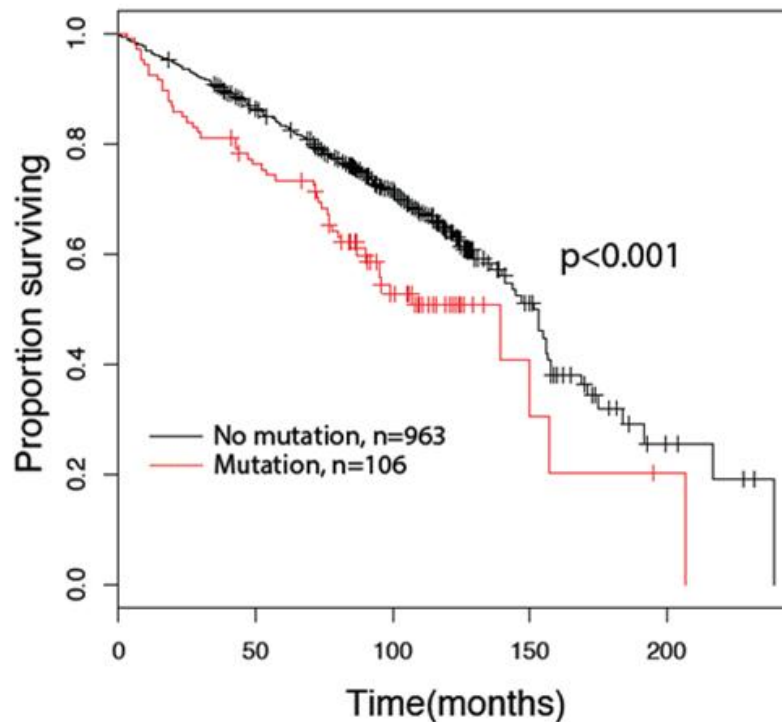 Proportion surviving
1.0
0.8
0.6
0.4
0.2
0.0
p<0.001
No mutation, n=963
Mutation, n=106
0 50 100 150 200
Time(months)